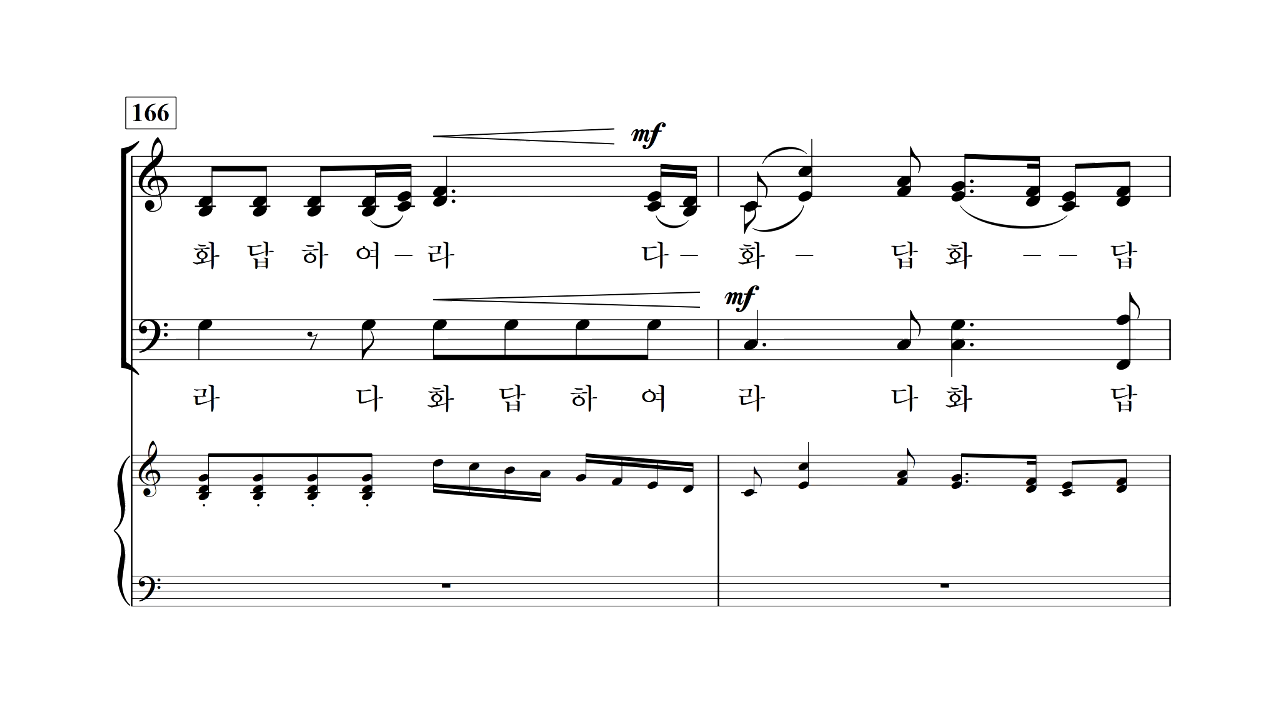 166
mf
화 답 하 여 – 라 다 – 화 – 답 화 – – 답
mf
라 다 화 답 하 여 라 다 화 답